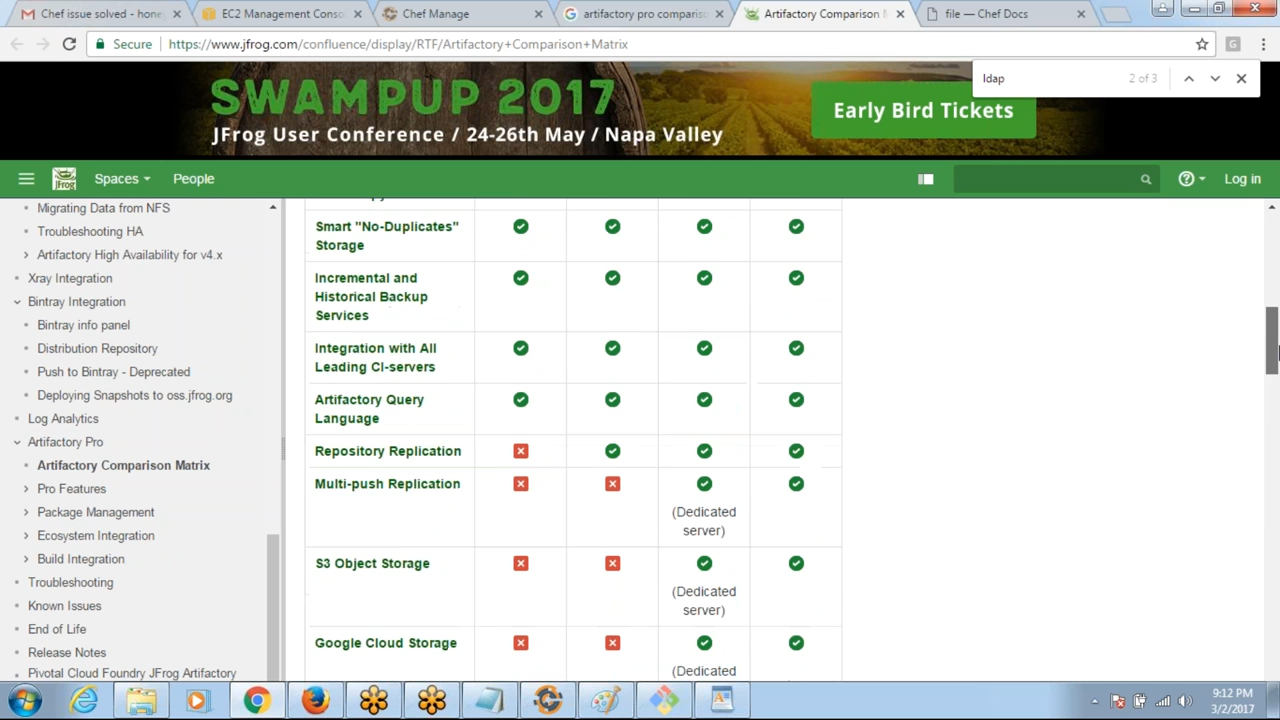 Chef issue solved - hone
EC2 Management Conso
Chef Manage
artifactory pro comparis
Artifactory Comparison M
file — Chef Docs
Secure
https://www.jfrog.com/confluence/display/RTF/Artifactory+Comparison+Matrix
G
ldap
2 of 3
SWAMPUP 2017
JFrog User Conference / 24-26th May / Napa Valley
Early Bird Tickets
JFrog
Spaces
People
Log in
Migrating Data from NFS
Troubleshooting HA
Artifactory High Availability for v4.x
Xray Integration
Bintray Integration
Bintray info panel
Distribution Repository
Push to Bintray - Deprecated
Deploying Snapshots to oss.jfrog.org
Log Analytics
Artifactory Pro
Artifactory Comparison Matrix
Pro Features
Package Management
Ecosystem Integration
Build Integration
Troubleshooting
Known Issues
End of Life
Release Notes
Pivotal Cloud Foundry JFrog Artifactory
Smart "No-Duplicates"
Storage
Incremental and
Historical Backup
Services
Integration with All
Leading CI-servers
Artifactory Query
Language
Repository Replication
Multi-push Replication
(Dedicated
server)
S3 Object Storage
(Dedicated
server)
Google Cloud Storage
(Dedicated
9:12 PM
3/2/2017